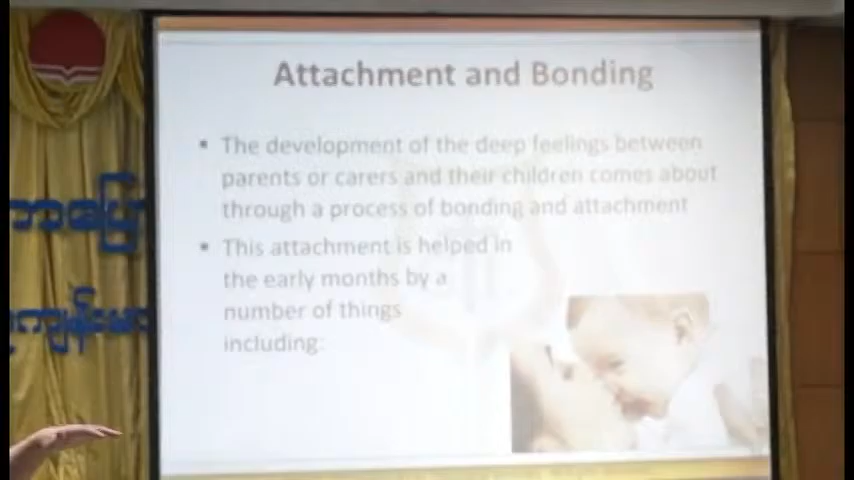 Attachment and Bonding
▪ The development of the deep feelings between
parents or carers and their children comes about
through a process of bonding and attachment
▪ This attachment is helped in
the early months by a
number of things
including: